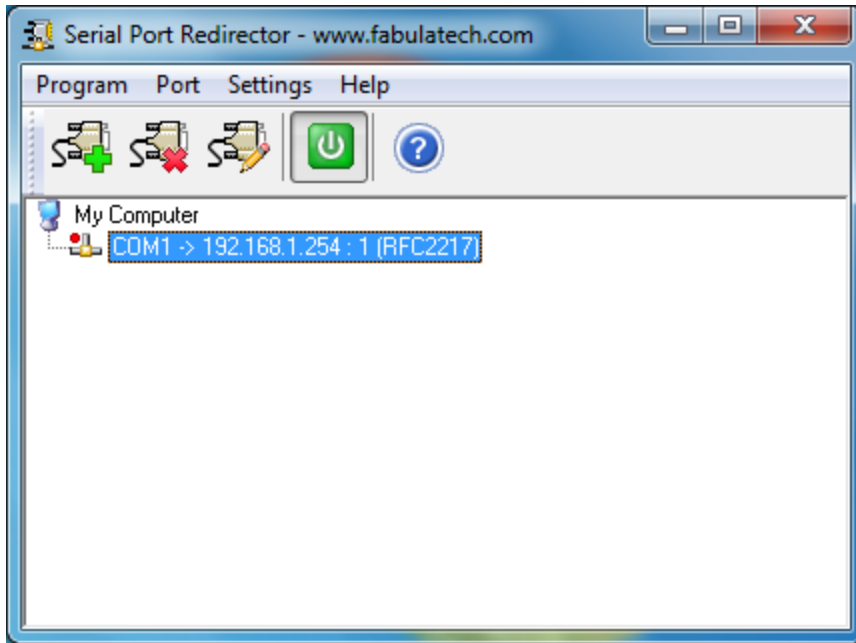 Serial Port Redirector - www.fabulatech.com
Program Port Settings Help
My Computer
COM1 -> 192.168.1.254 : 1 (RFC2217)